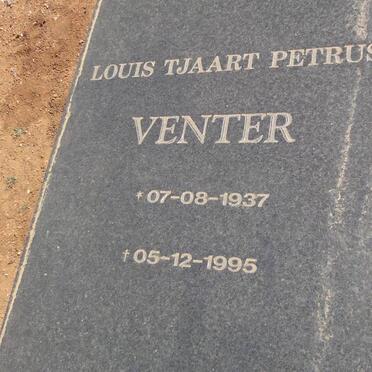 LOUIS TJAART PETRUS
VENTER
†07-08-1937
†05-12-1995